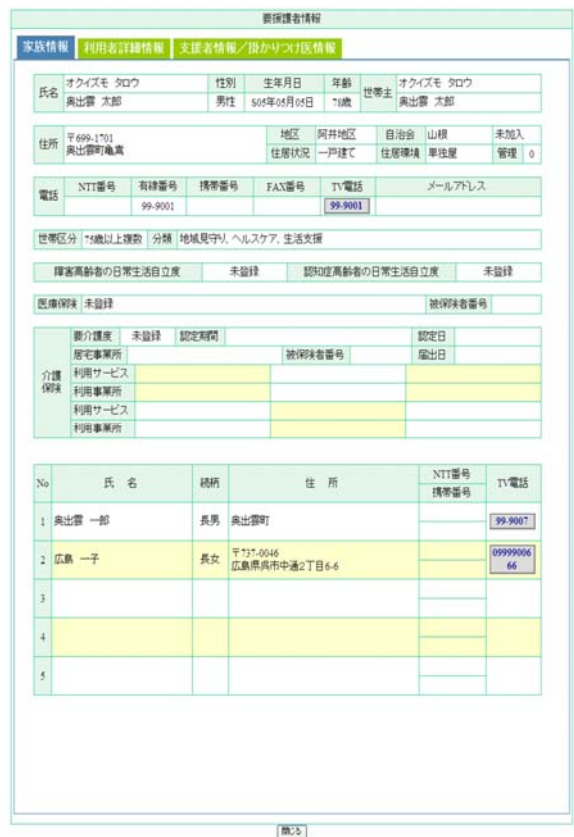 要援護者情報
家族情報 利用者詳細情報 支援者情報/掛かりつけ医情報
氏名 オクイズモ タロウ 性別 生年月日 年齢 世帯主 オクイズモ タロウ
奥出雲 太郎 男性 S05年05月05日 78歳 奥出雲 太郎
住所 〒699-1701 地区 阿井地区 自治会 山根 未加入
奥出雲町亀嵩 住居状況 一戸建て 住居環境 単独屋 管理 0
電話 NTT番号 有線番号 携帯番号 FAX番号 TV電話 メールアドレス
99-9001 99-9001
世帯区分 75歳以上複数 分類 地域見守り, ヘルスケア, 生活支援
障害高齢者の日常生活自立度 未登録 認知症高齢者の日常生活自立度 未登録
医療保険 未登録 被保険者番号
介護保険 要介護度 未登録 認定期間 認定日
居宅事業所 被保険者番号 届出日
利用サービス
利用事業所
利用サービス
利用事業所
No 氏 名 続柄 住 所 NTT番号 TV電話
携帯番号
1 奥出雲 一郎 長男 奥出雲町 99-9007
2 広島 一子 長女 〒737-0046 09999006
広島県呉市中通2丁目6-6 66
3
4
5
閉じる